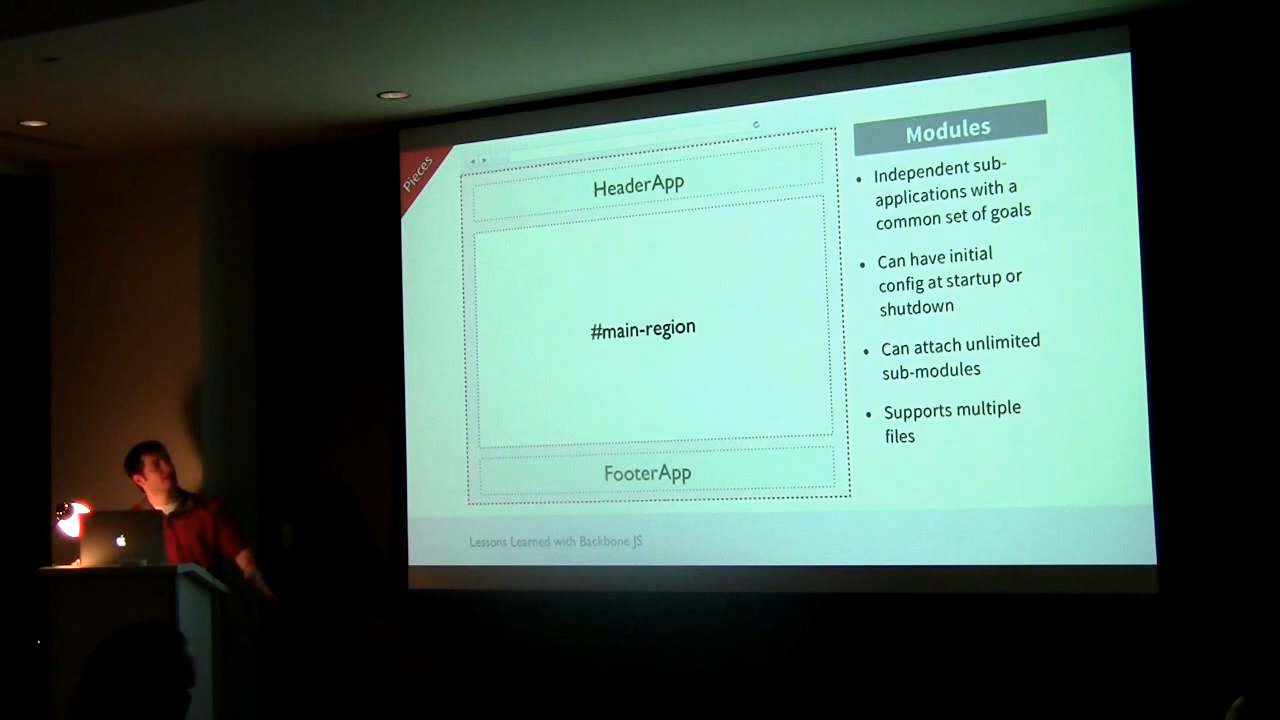 Pieces
HeaderApp
#main-region
FooterApp
Modules
• Independent sub-
applications with a
common set of goals
• Can have initial
config at startup or
shutdown
• Can attach unlimited
sub-modules
• Supports multiple
files
Lessons Learned with Backbone JS